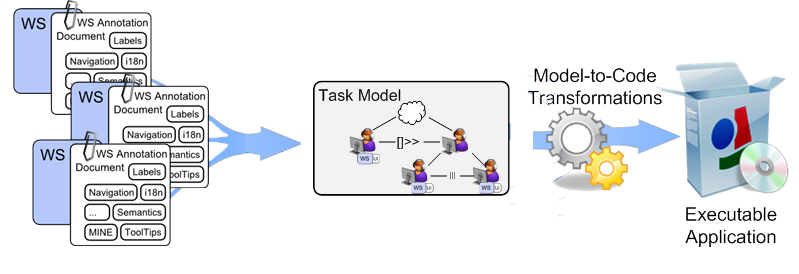 WS
WS Annotation
Document
Labels
Navigation
i18n
...
Semantics
WS
WS Annotation
Document
Labels
Navigation
i18n
Semantics
ToolTips
WS
WS Annotation
Document
Labels
Navigation
i18n
...
Semantics
MINE
ToolTips
Task Model
[]>>
WS UI
|||
WS UI
WS UI
Model-to-Code
Transformations
Executable
Application